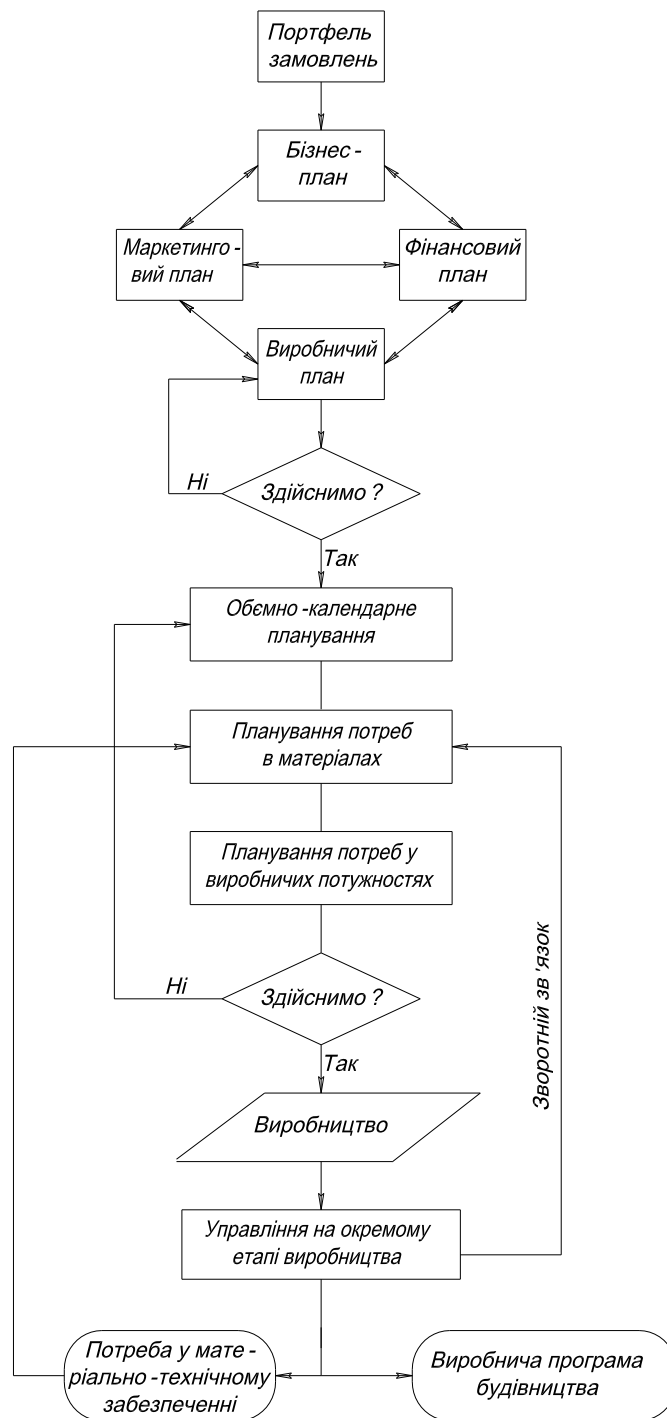 Портфель
замовлень
Бізнес -
план
Маркетинго -
вий план
Фінансовий
план
Виробничий
план
Ні
Здійснимо ?
Так
Обємно -календарне
планування
Планування потреб
в матеріалах
Планування потреб у
виробничих потужностях
Ні
Здійснимо ?
Зворотній зв 'язок
Так
Виробництво
Управління на окремому
етапі виробництва
Потреба у мате -
ріально -технічному
забезпеченні
Виробнича програма
будівництва